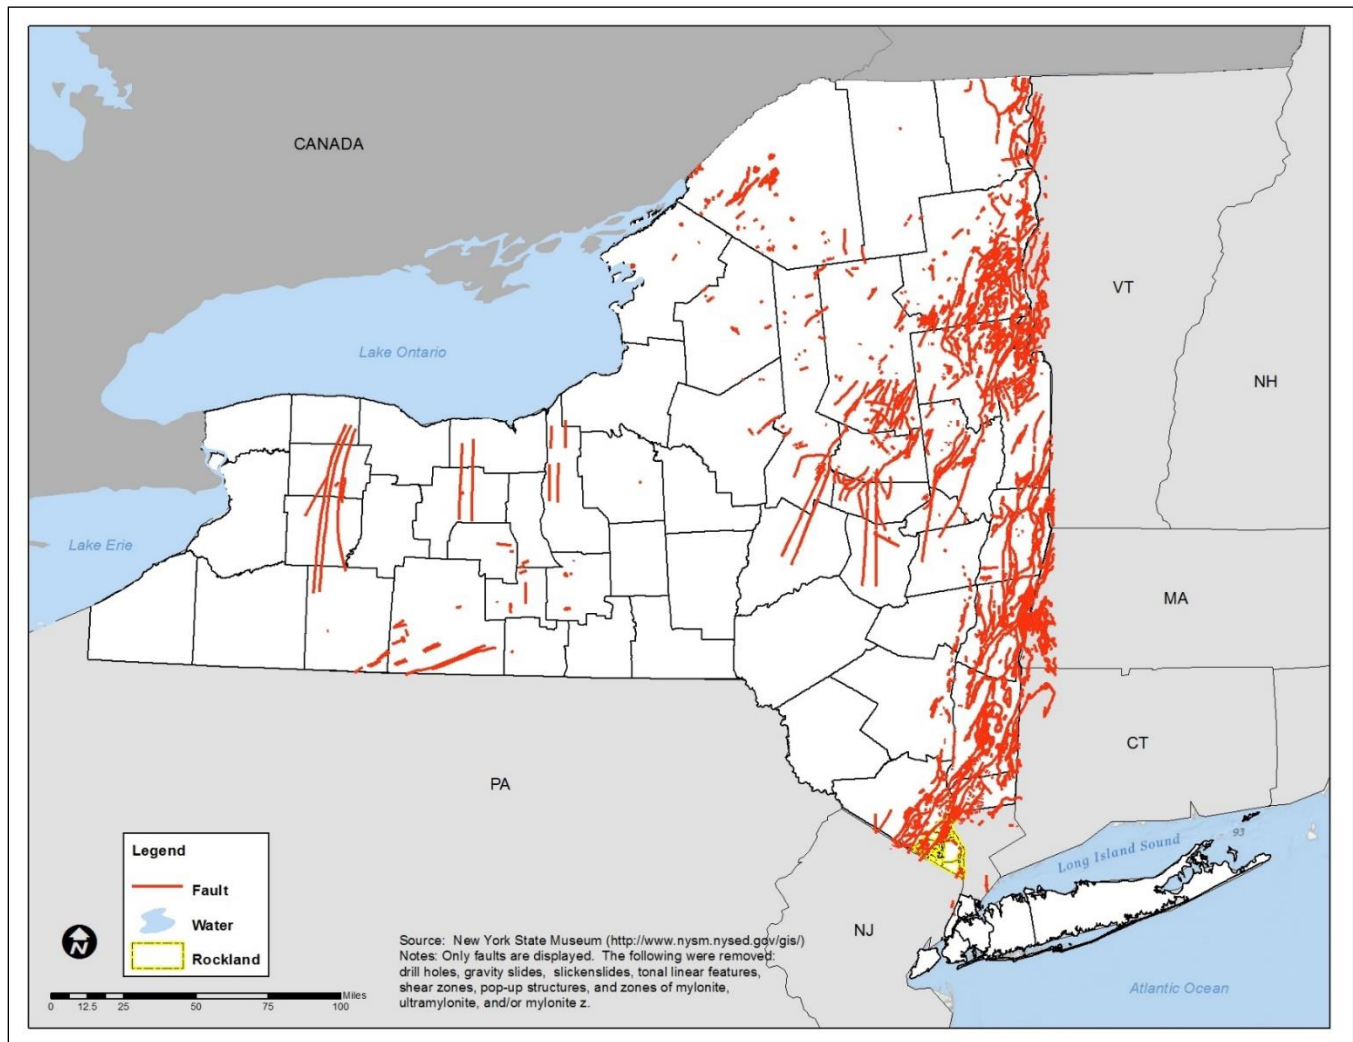 CANADA
VT
Lake Ontario
NH
Lake Erie
MA
CT
PA
Legend
Fault
Water
Rockland
93
Long Island Sound
NJ
Source: New York State Museum (http://www.nysm.nysed.gov/gis/)
Notes: Only faults are displayed. The following were removed:
drill holes, gravity slides, slickenslides, tonal linear features,
shear zones, pop-up structures, and zones of mylonite,
ultramylonite, and/or mylonite z.
N
Miles
0 12.5 25 50 75 100
Atlantic Ocean